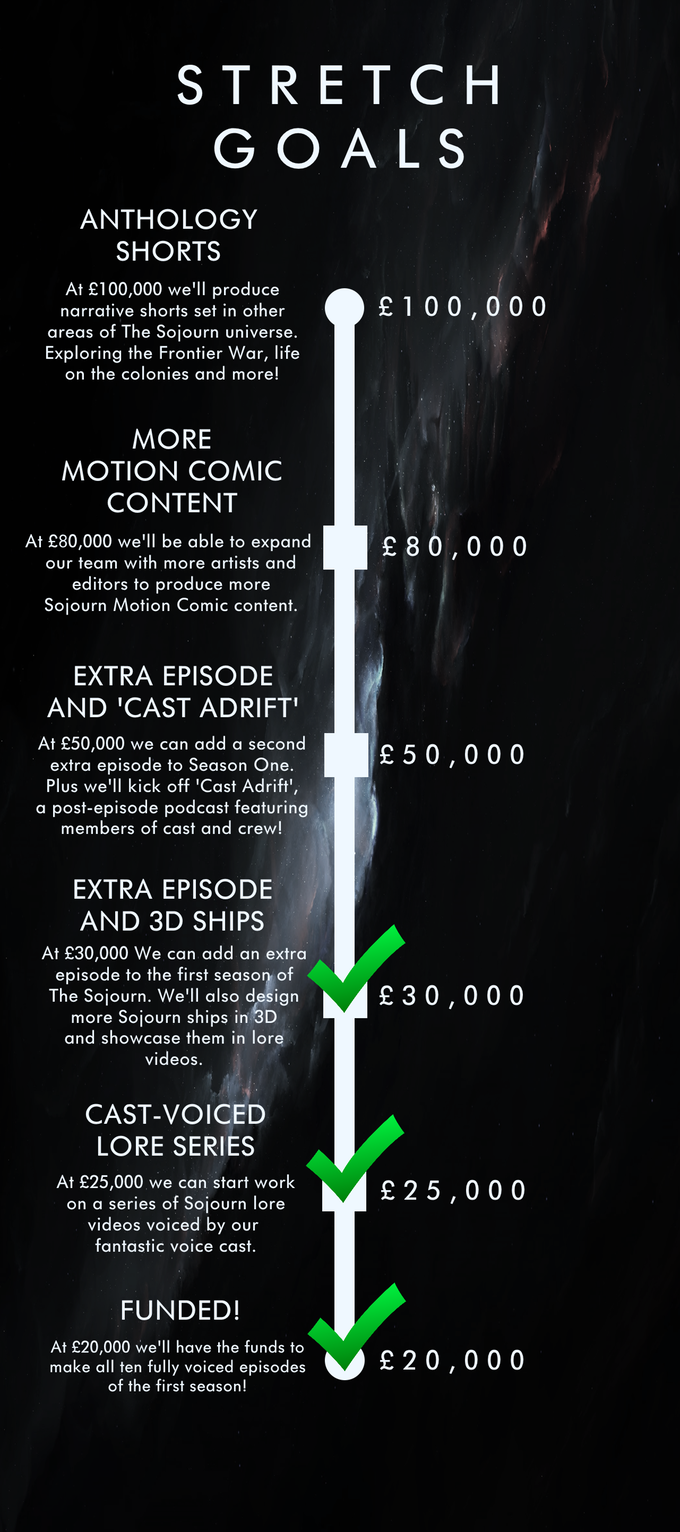 STRETCH
GOALS
ANTHOLOGY
SHORTS
At £100,000 we'll produce
narrative shorts set in other
areas of The Sojourn universe.
Exploring the Frontier War, life
on the colonies and more!
£100,000
MORE
MOTION COMIC
CONTENT
At £80,000 we'll be able to expand
our team with more artists and
editors to produce more
Sojourn Motion Comic content.
£80,000
EXTRA EPISODE
AND 'CAST ADRIFT'
At £50,000 we can add a second
extra episode to Season One.
Plus we'll kick off 'Cast Adrift',
a post-episode podcast featuring
members of cast and crew!
£50,000
EXTRA EPISODE
AND 3D SHIPS
At £30,000 We can add an extra
episode to the first season of
The Sojourn. We'll also design
more Sojourn ships in 3D
and showcase them in lore
videos.
£30,000
CAST-VOICED
LORE SERIES
At £25,000 we can start work
on a series of Sojourn lore
videos voiced by our
fantastic voice cast.
£25,000
FUNDED!
At £20,000 we'll have the funds to
make all ten fully voiced episodes
of the first season!
£20,000